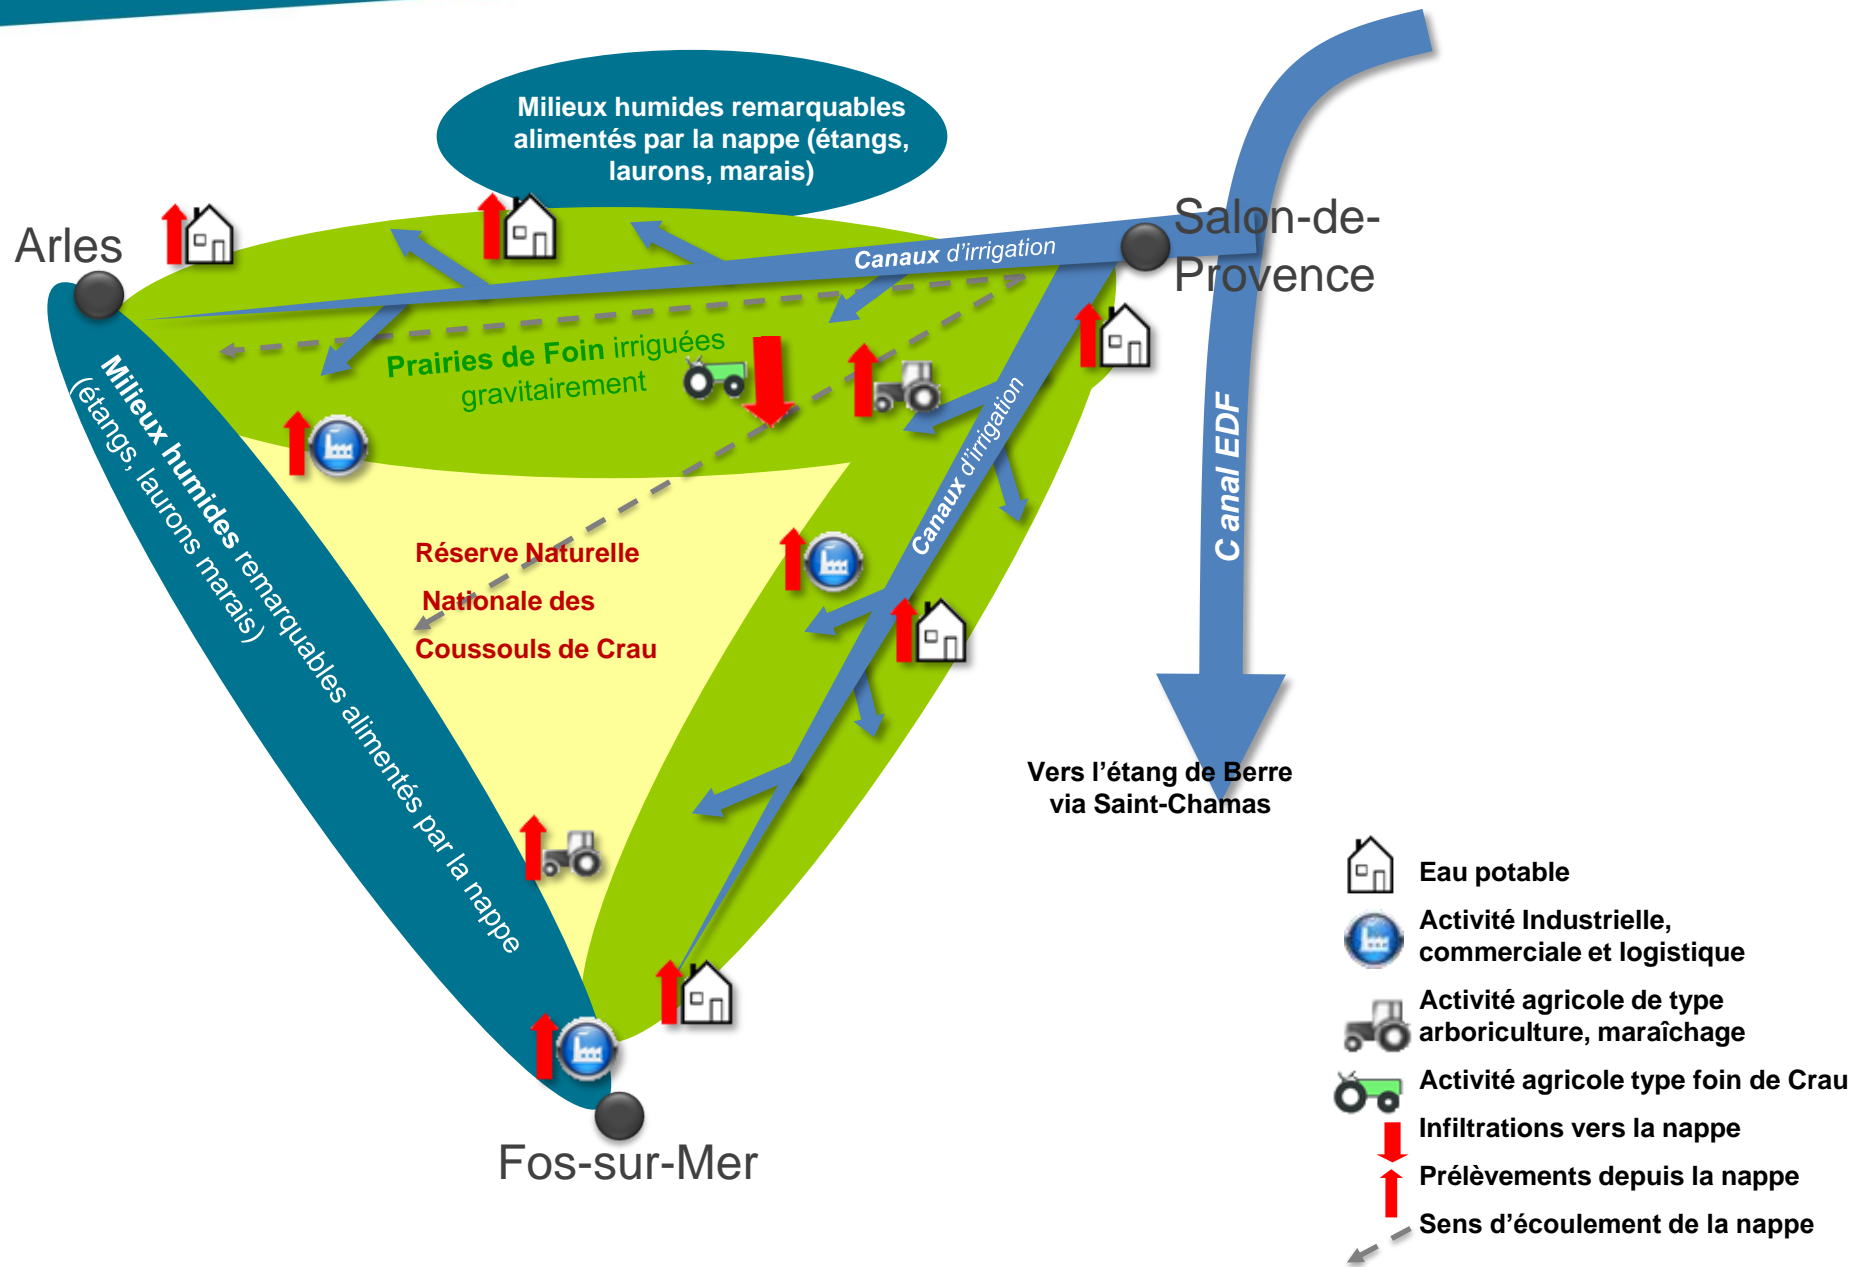 Milieux humides remarquables
alimentés par la nappe (étangs,
laurons, marais)
Arles
Salon-de-
Provence
Canaux d'irrigation
Prairies de Foin irriguées
gravitairement
Milieux humides remarquables alimentés par la nappe
(étangs, laurons marais)
Canaux d'irrigation
C anal EDF
Réserve Naturelle
Nationale des
Coussouls de Crau
Vers l'étang de Berre
via Saint-Chamas
Fos-sur-Mer
Eau potable
Activité Industrielle,
commerciale et logistique
Activité agricole de type
arboriculture, maraîchage
Activité agricole type foin de Crau
Infiltrations vers la nappe
Prélèvements depuis la nappe
Sens d'écoulement de la nappe